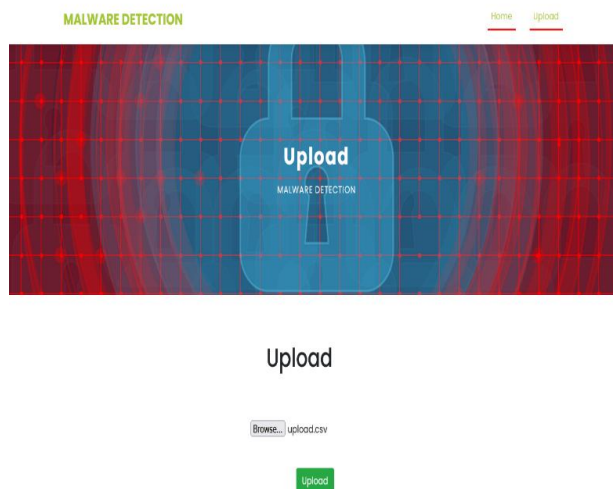 MALWARE DETECTION
Home Upload
Upload
MALWARE DETECTION
Upload
Browse... upload.csv
Upload